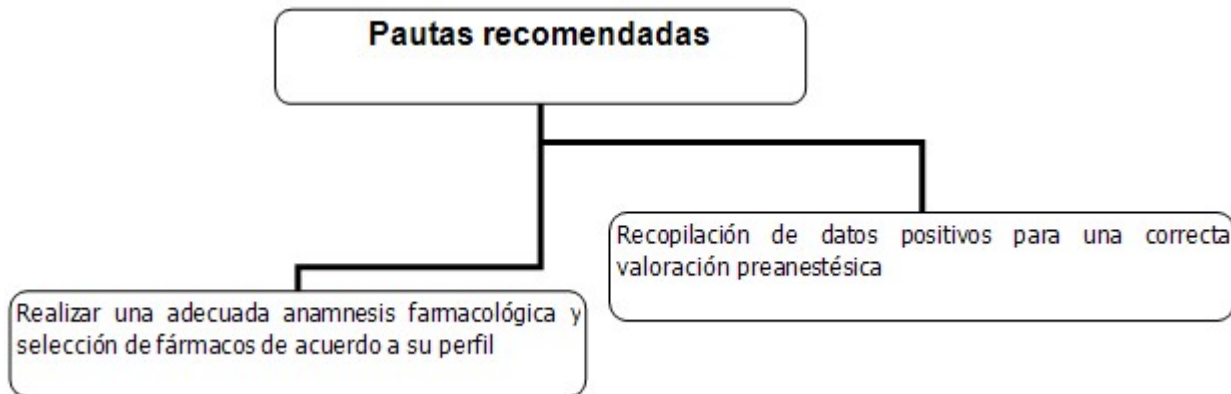 Pautas recomendadas
Recopilación de datos positivos para una correcta
valoración preanestésica
Realizar una adecuada anamnesis farmacológica y
selección de fármacos de acuerdo a su perfil